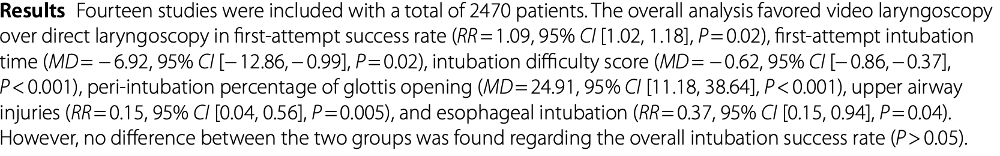 Results Fourteen studies were included with a total of 2470 patients. The overall analysis favored video laryngoscopy
over direct laryngoscopy in first-attempt success rate (RR = 1.09, 95% CI [1.02, 1.18], P = 0.02), first-attempt intubation
time (MD = −6.92, 95% CI [−12.86, −0.99], P = 0.02), intubation difficulty score (MD = −0.62, 95% CI [−0.86, −0.37],
P < 0.001), peri-intubation percentage of glottis opening (MD = 24.91, 95% CI [11.18, 38.64], P < 0.001), upper airway
injuries (RR = 0.15, 95% CI [0.04, 0.56], P = 0.005), and esophageal intubation (RR = 0.37, 95% CI [0.15, 0.94], P = 0.04).
However, no difference between the two groups was found regarding the overall intubation success rate (P > 0.05).